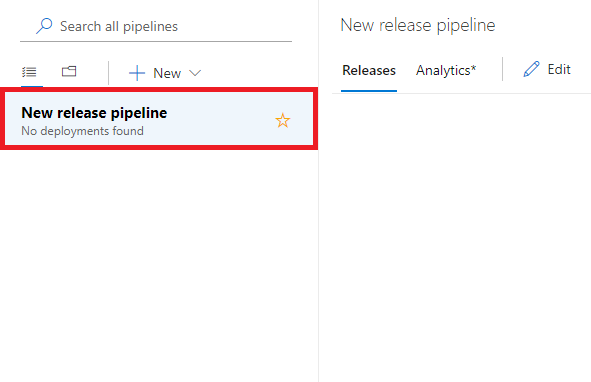 Search all pipelines
New
New release pipeline
No deployments found
New release pipeline
Releases Analytics* Edit